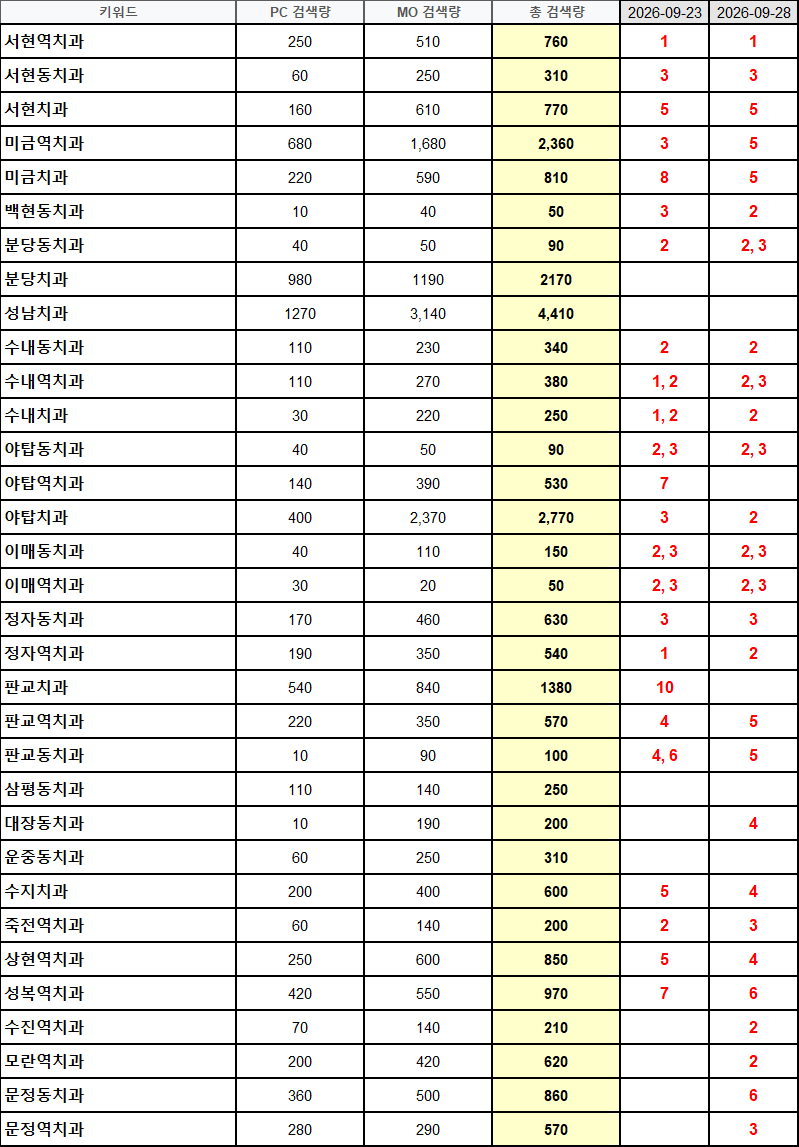 키워드 PC 검색량 MO 검색량 총 검색량 2026-09-23 2026-09-28
서현역치과 250 510 760 1 1
서현동치과 60 250 310 3 3
서현치과 160 610 770 5 5
미금역치과 680 1,680 2,360 3 5
미금치과 220 590 810 8 5
백현동치과 10 40 50 3 2
분당동치과 40 50 90 2 2, 3
분당치과 980 1190 2170
성남치과 1270 3,140 4,410
수내동치과 110 230 340 2 2
수내역치과 110 270 380 1, 2 2, 3
수내치과 30 220 250 1, 2 2
야탑동치과 40 50 90 2, 3 2, 3
야탑역치과 140 390 530 7
야탑치과 400 2,370 2,770 3 2
이매동치과 40 110 150 2, 3 2, 3
이매역치과 30 20 50 2, 3 2, 3
정자동치과 170 460 630 3 3
정자역치과 190 350 540 1 2
판교치과 540 840 1380 10
판교역치과 220 350 570 4 5
판교동치과 10 90 100 4, 6 5
삼평동치과 110 140 250
대장동치과 10 190 200 4
운중동치과 60 250 310
수지치과 200 400 600 5 4
죽전역치과 60 140 200 2 3
상현역치과 250 600 850 5 4
성복역치과 420 550 970 7 6
수진역치과 70 140 210 2
모란역치과 200 420 620 2
문정동치과 360 500 860 6
문정역치과 280 290 570 3